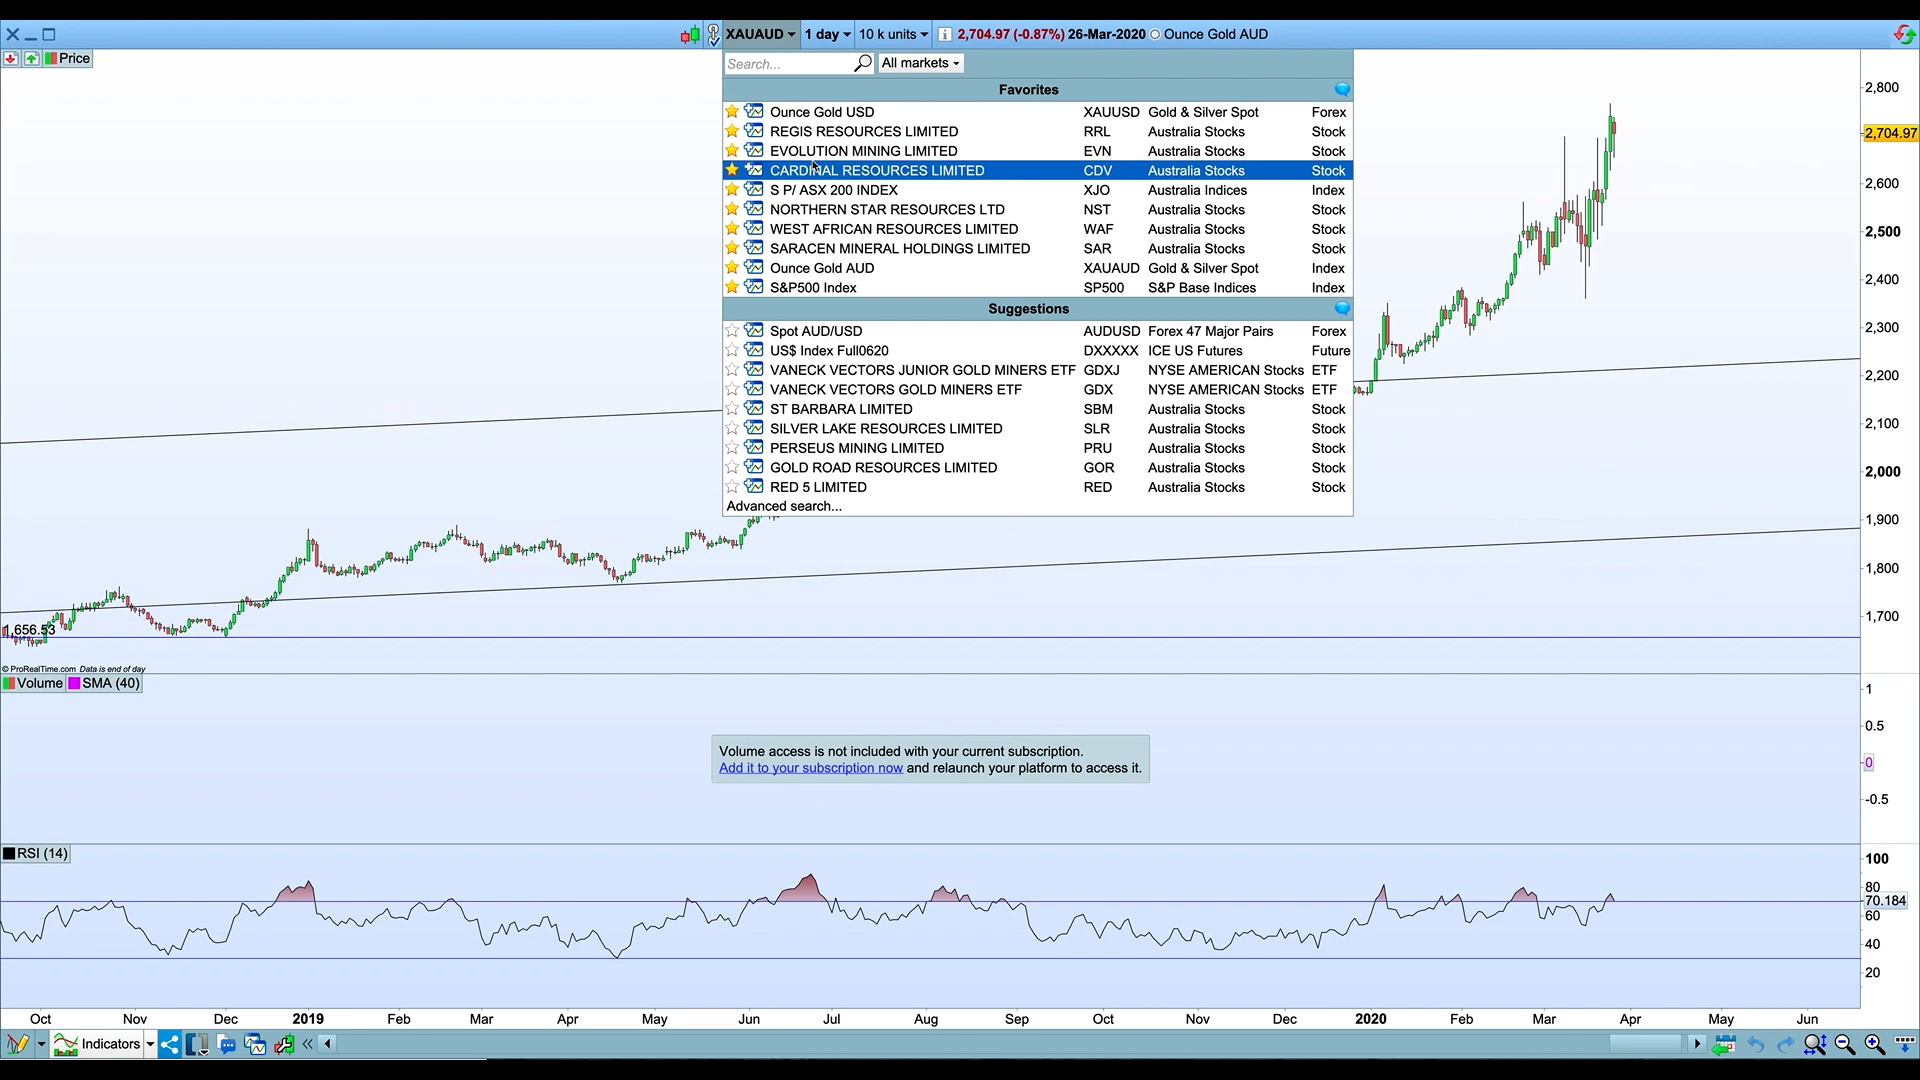 XAUAUD 1 day 10 k units 2,704.97 (-0.87%) 26-Mar-2020 Ounce Gold AUD
Price
Search... All markets
Favorites
Ounce Gold USD XAUUSD Gold & Silver Spot Forex
REGIS RESOURCES LIMITED RRL Australia Stocks Stock
EVOLUTION MINING LIMITED EVN Australia Stocks Stock
CARDINAL RESOURCES LIMITED CDV Australia Stocks Stock
S P/ ASX 200 INDEX XJO Australia Indices Index
NORTHERN STAR RESOURCES LTD NST Australia Stocks Stock
WEST AFRICAN RESOURCES LIMITED WAF Australia Stocks Stock
SARACEN MINERAL HOLDINGS LIMITED SAR Australia Stocks Stock
Ounce Gold AUD XAUAUD Gold & Silver Spot Index
S&P500 Index SP500 S&P Base Indices Index
Suggestions
Spot AUD/USD AUDUSD Forex 47 Major Pairs Forex
US$ Index Full0620 DXXXXX ICE US Futures Future
VANECK VECTORS JUNIOR GOLD MINERS ETF GDXJ NYSE AMERICAN Stocks ETF
VANECK VECTORS GOLD MINERS ETF GDX NYSE AMERICAN Stocks ETF
ST BARBARA LIMITED SBM Australia Stocks Stock
SILVER LAKE RESOURCES LIMITED SLR Australia Stocks Stock
PERSEUS MINING LIMITED PRU Australia Stocks Stock
GOLD ROAD RESOURCES LIMITED GOR Australia Stocks Stock
RED 5 LIMITED RED Australia Stocks Stock
Advanced search...
2,800
2,704.97
2,600
2,500
2,400
2,300
2,200
2,100
2,000
1,900
1,800
1,700
1,656.53
© ProRealTime.com Data is end of day
Volume SMA (40)
1
0.5
0
-0.5
Volume access is not included with your current subscription.
Add it to your subscription now and relaunch your platform to access it.
RSI (14)
100
80
70.184
60
40
20
Oct Nov Dec 2019 Feb Mar Apr May Jun Jul Aug Sep Oct Nov Dec 2020 Feb Mar Apr May Jun
Indicators